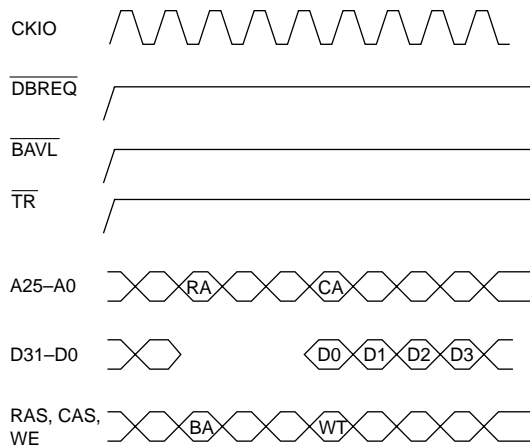 CKIO
DBREQ
BAVL
TR
A25–A0 RA CA
D31–D0 D0 D1 D2 D3
RAS, CAS,
WE BA WT